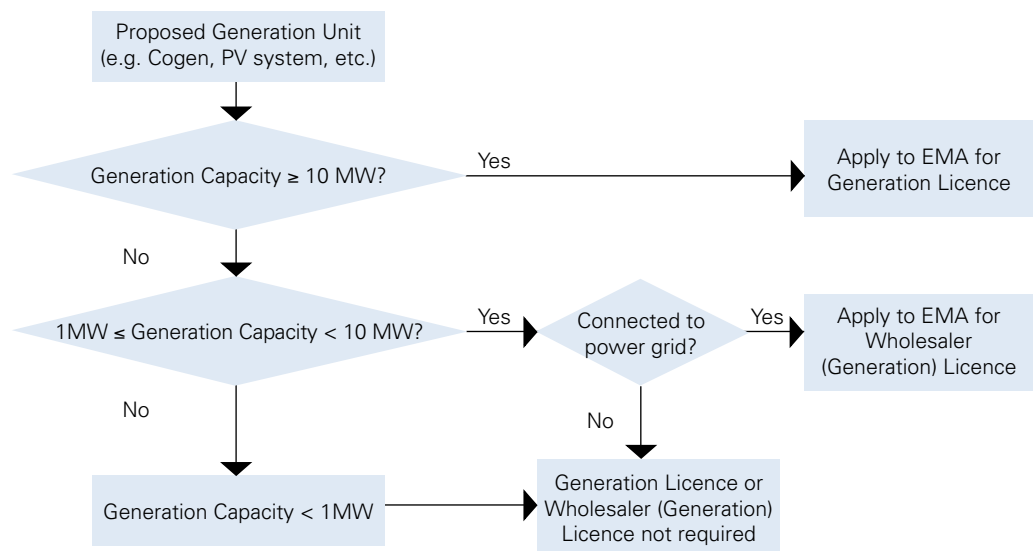 Proposed Generation Unit
(e.g. Cogen, PV system, etc.)
Generation Capacity ≥ 10 MW?
Yes
Apply to EMA for
Generation Licence
No
1MW ≤ Generation Capacity < 10 MW?
Yes
Connected to
power grid?
Yes
Apply to EMA for
Wholesaler
(Generation) Licence
No
No
Generation Capacity < 1MW
Generation Licence or
Wholesaler (Generation)
Licence not required